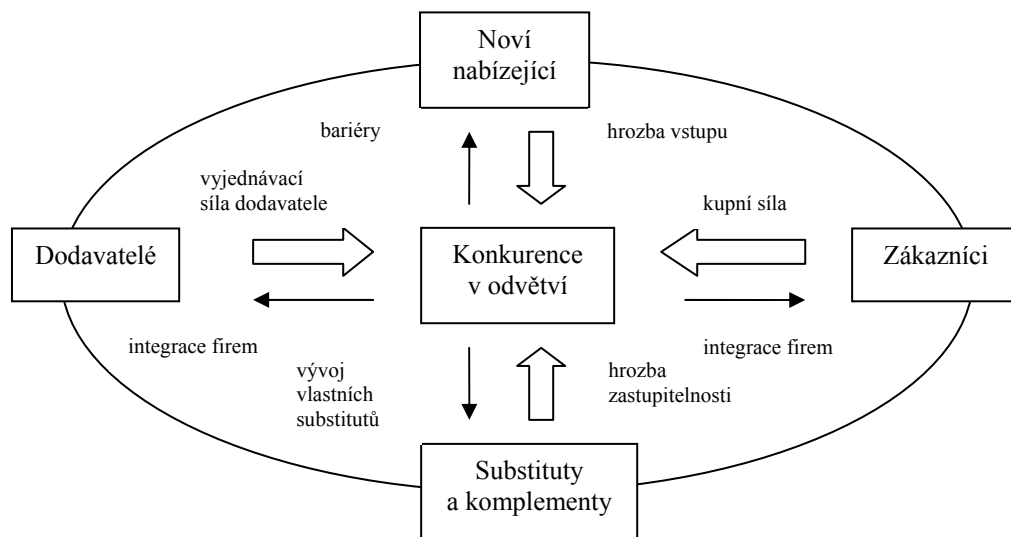 Noví
nabízející
bariéry
hrozba vstupu
vyjednávací
síla dodavatele
kupní síla
Dodavatelé
Konkurence
v odvětví
Zákazníci
integrace firem
integrace firem
vývoj
vlastních
substitutů
hrozba
zastupitelnosti
Substituty
a komplementy